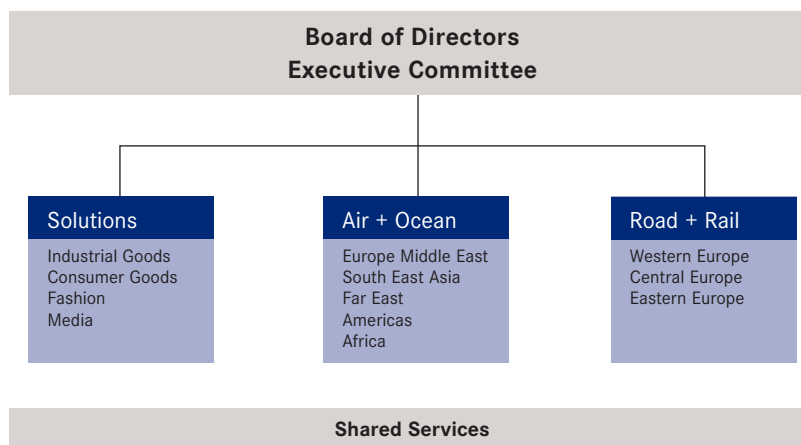 Board of Directors
Executive Committee
Solutions
Industrial Goods
Consumer Goods
Fashion
Media
Air + Ocean
Europe Middle East
South East Asia
Far East
Americas
Africa
Road + Rail
Western Europe
Central Europe
Eastern Europe
Shared Services